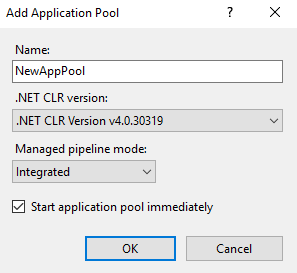 Add Application Pool
?
Name:
NewAppPool
.NET CLR version:
.NET CLR Version v4.0.30319
Managed pipeline mode:
Integrated
Start application pool immediately
OK
Cancel